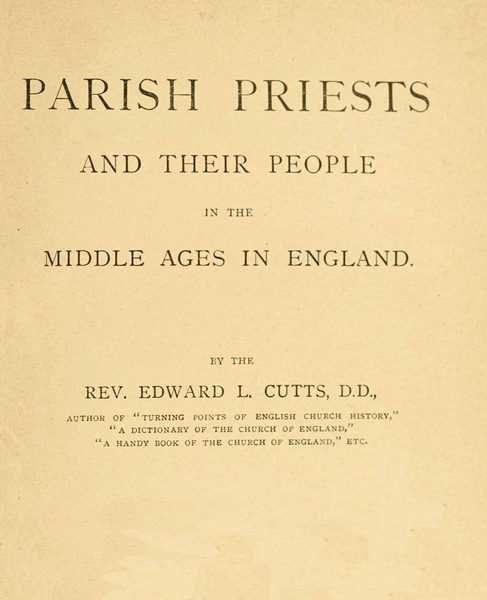 PARISH PRIESTS
AND THEIR PEOPLE
IN THE
MIDDLE AGES IN ENGLAND.
BY THE
REV. EDWARD L. CUTTS, D.D.,
AUTHOR OF "TURNING POINTS OF ENGLISH CHURCH HISTORY,"
"A DICTIONARY OF THE CHURCH OF ENGLAND,"
"A HANDY BOOK OF THE CHURCH OF ENGLAND," ETC.